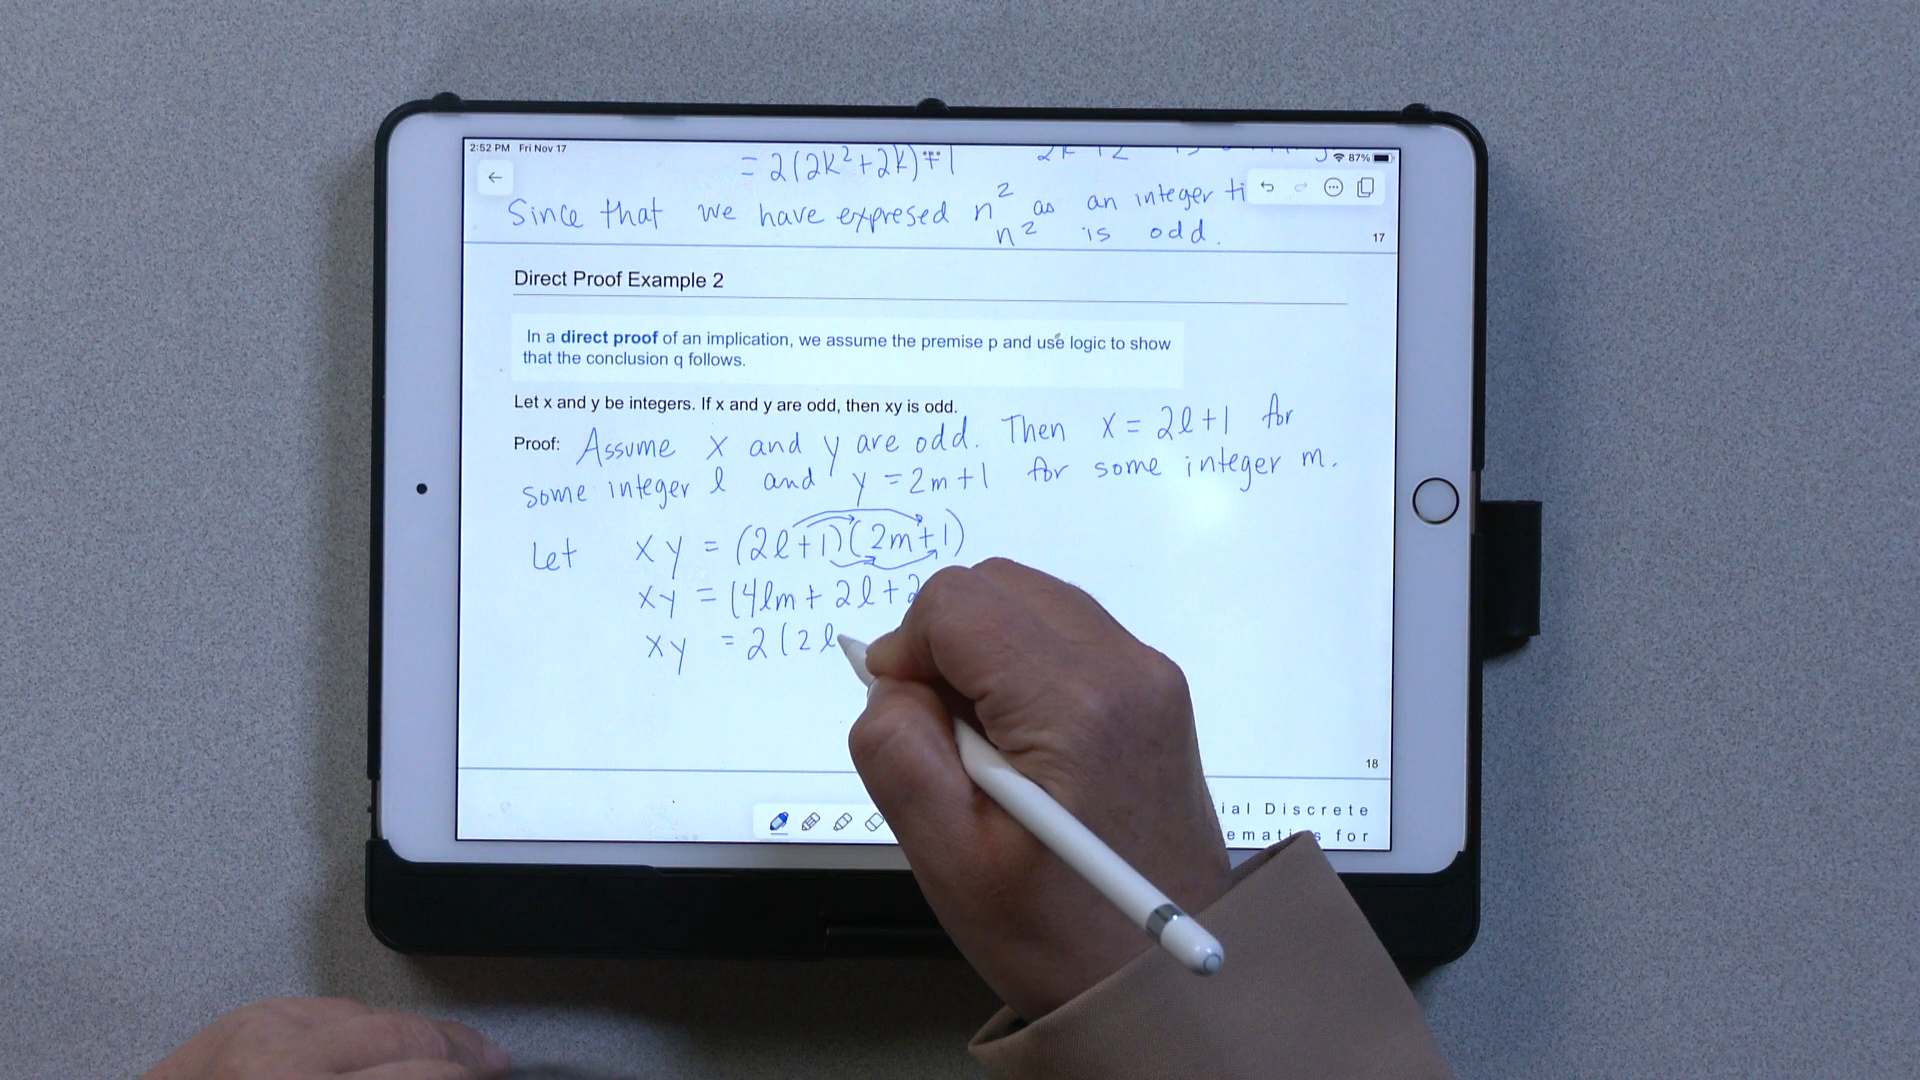 2:52 PM Fri Nov 17
87%
= 2(2k² + 2k) + 1
Since that we have expresed n² as an integer ti
n² is odd.
17
Direct Proof Example 2
In a direct proof of an implication, we assume the premise p and use logic to show
that the conclusion q follows.
Let x and y be integers. If x and y are odd, then xy is odd.
Proof: Assume x and y are odd. Then x = 2l+1 for
some integer l and y = 2m+1 for some integer m.
Let xy = (2l+1)(2m+1)
xy = (4lm + 2l + 2
xy = 2(2l
18
ial Discrete
ematics for